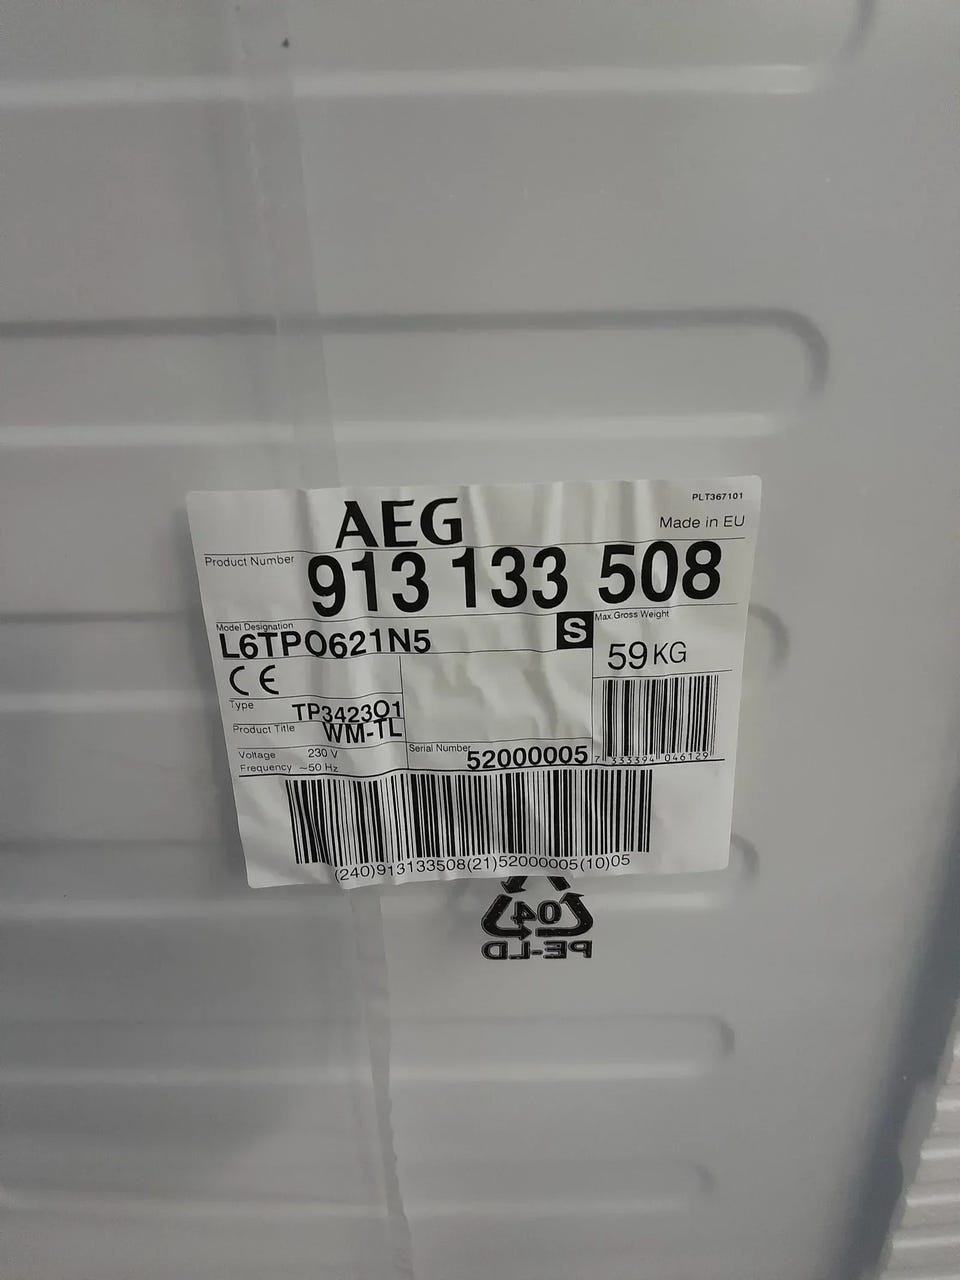 PLT367101
AEG
Made in EU
Product Number
913 133 508
Model Designation
L6TPO621N5
S
Max.Gross Weight
59 KG
CE
Type
TP3423O1
Product Title
WM-TL
Voltage 230 V
Frequency ~50 Hz
Serial Number
52000005
7 333394 046129
(240)913133508(21)52000005(10)05
04
PE-LD